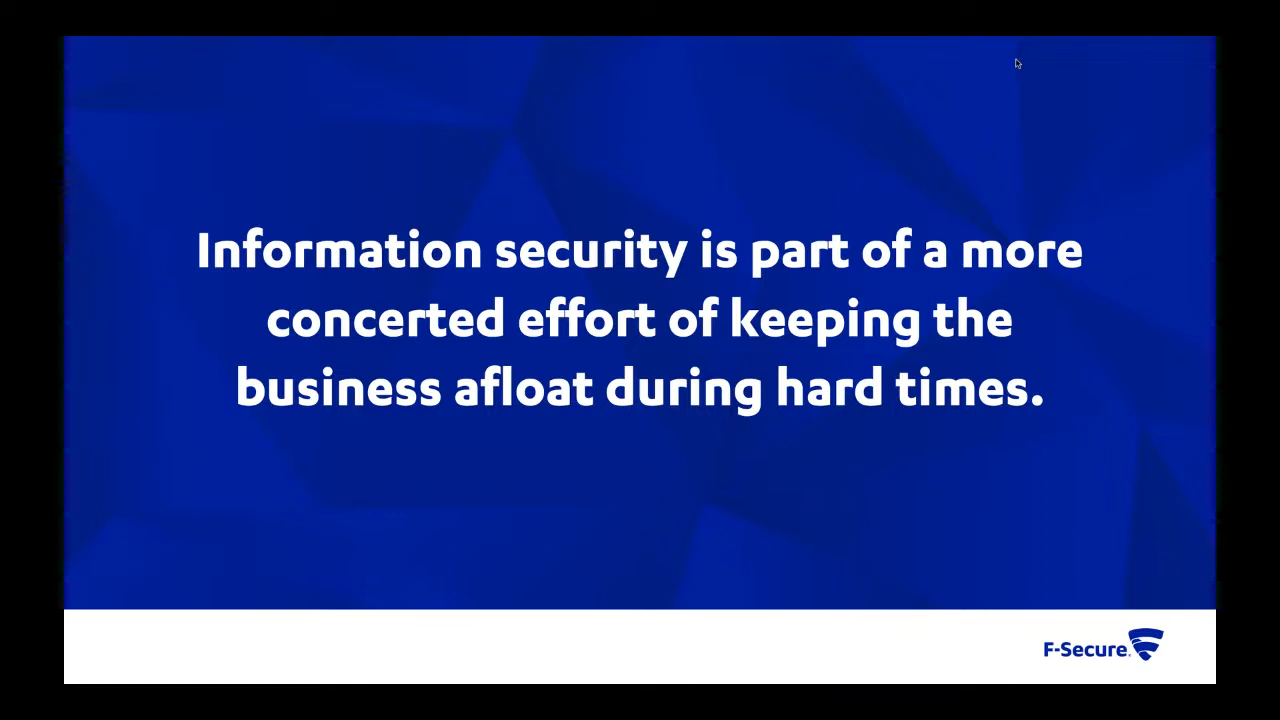 Information security is part of a more
concerted effort of keeping the
business afloat during hard times.
F-Secure